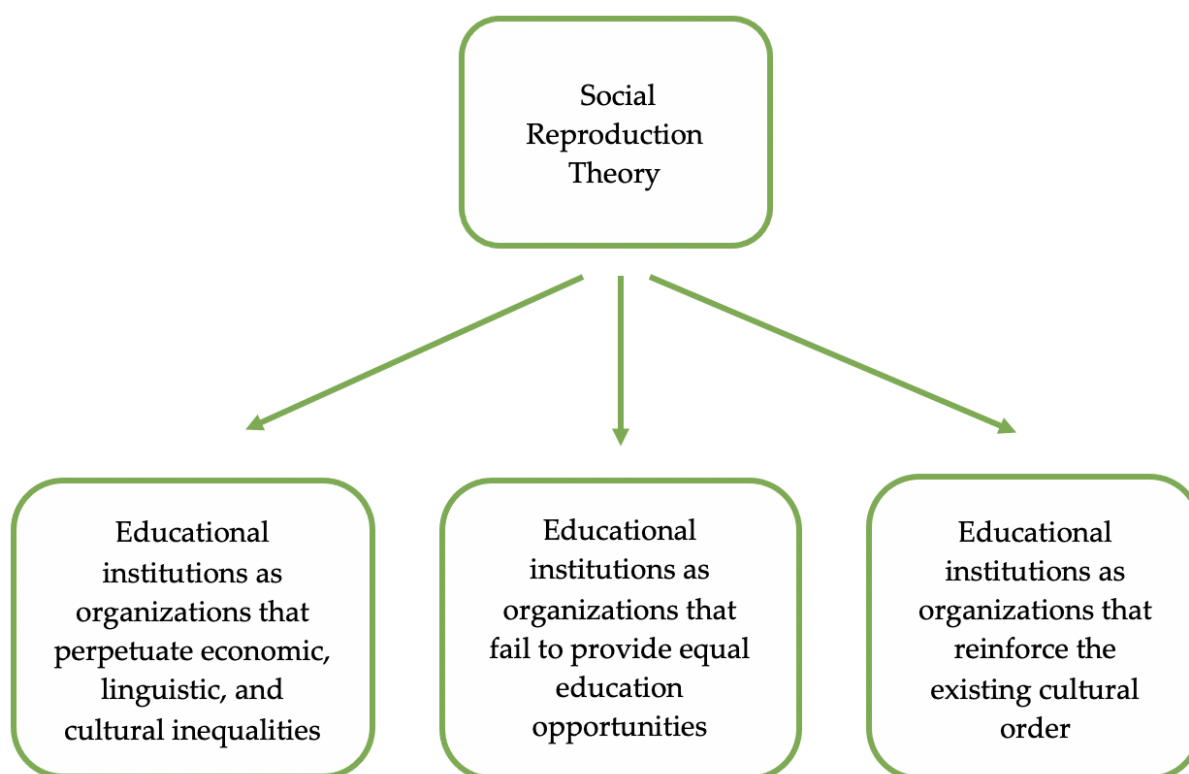 Social
Reproduction
Theory
Educational
institutions as
organizations that
perpetuate economic,
linguistic, and
cultural inequalities
Educational
institutions as
organizations that
fail to provide equal
education
opportunities
Educational
institutions as
organizations that
reinforce the
existing cultural
order